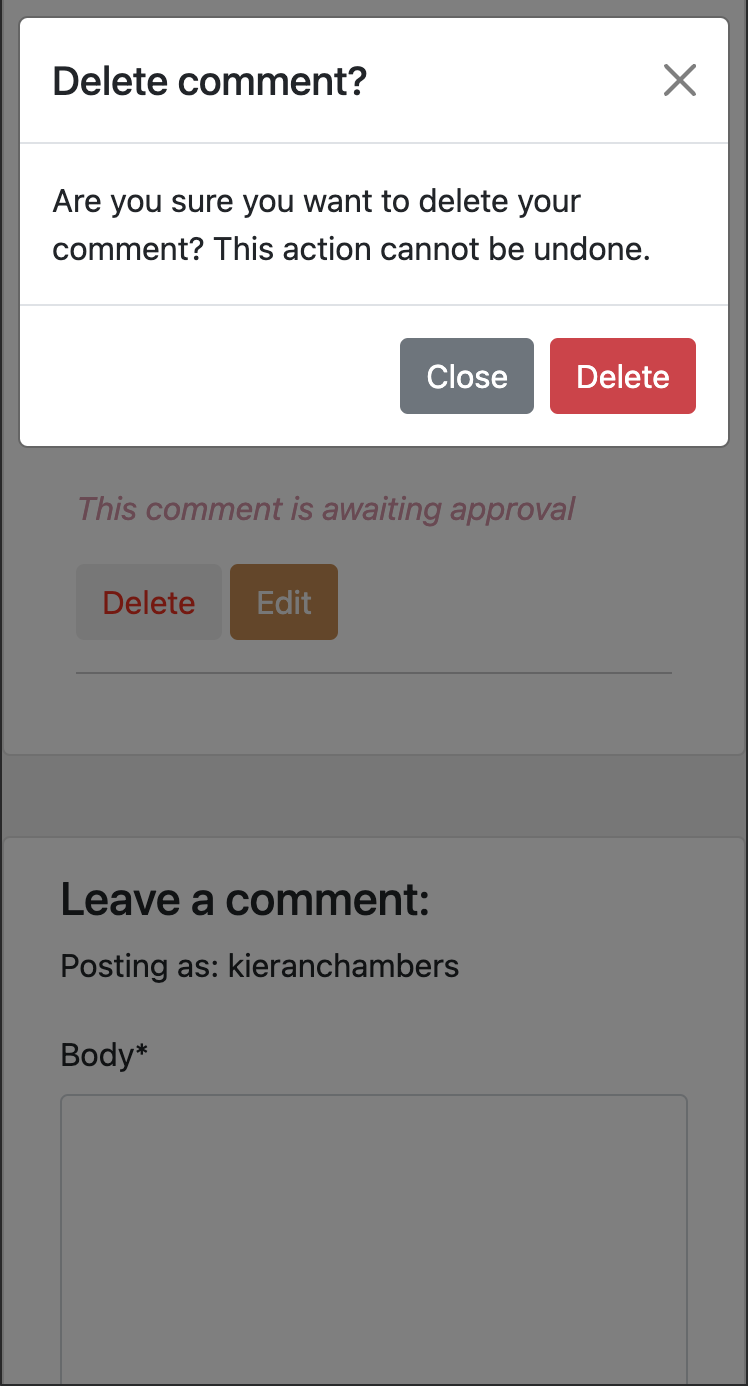 Delete comment?
Are you sure you want to delete your
comment? This action cannot be undone.
Close Delete
This comment is awaiting approval
Delete Edit
Leave a comment:
Posting as: kieranchambers
Body*